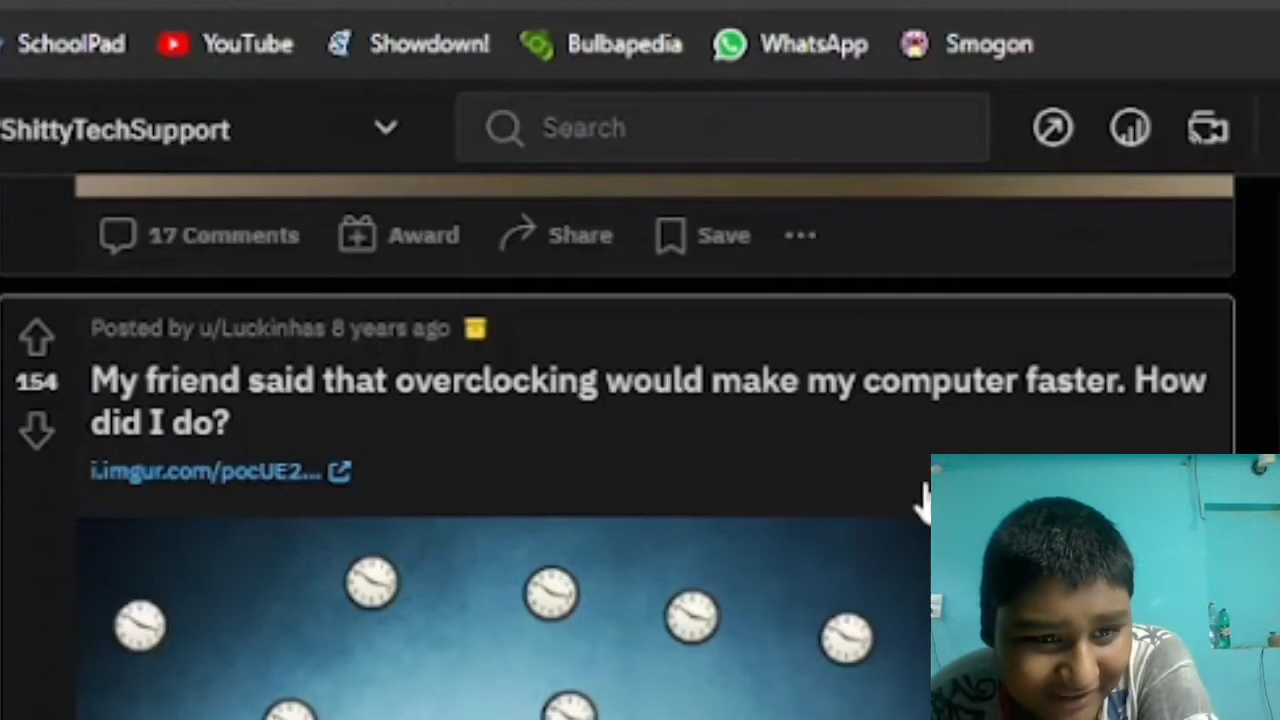 SchoolPad YouTube Showdown! Bulbapedia WhatsApp Smogon
ShittyTechSupport Search
17 Comments Award Share Save ...
Posted by u/Luckinhas 8 years ago
154 My friend said that overclocking would make my computer faster. How
did I do?
i.imgur.com/pocUE2...